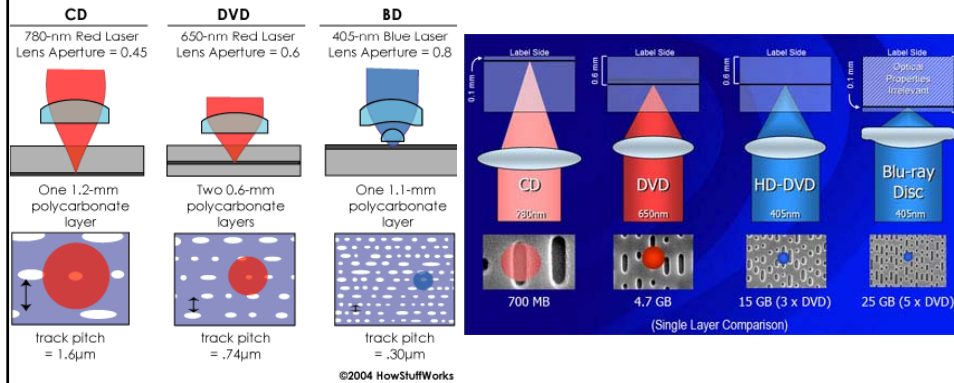 CD
780-nm Red Laser
Lens Aperture = 0.45
One 1.2-mm
polycarbonate
layer
track pitch
= 1.6µm
DVD
650-nm Red Laser
Lens Aperture = 0.6
Two 0.6-mm
polycarbonate
layers
track pitch
= .74µm
BD
405-nm Blue Laser
Lens Aperture = 0.8
One 1.1-mm
polycarbonate
layer
track pitch
= .30µm
©2004 HowStuffWorks
Label Side
0.1 mm
CD
780nm
700 MB
Label Side
0.6 mm
DVD
650nm
4.7 GB
Label Side
0.6 mm
HD-DVD
405nm
15 GB (3 x DVD)
Label Side
Optical
Properties
Irrelevant
0.1 mm
Blu-ray
Disc
405nm
25 GB (5 x DVD)
(Single Layer Comparison)